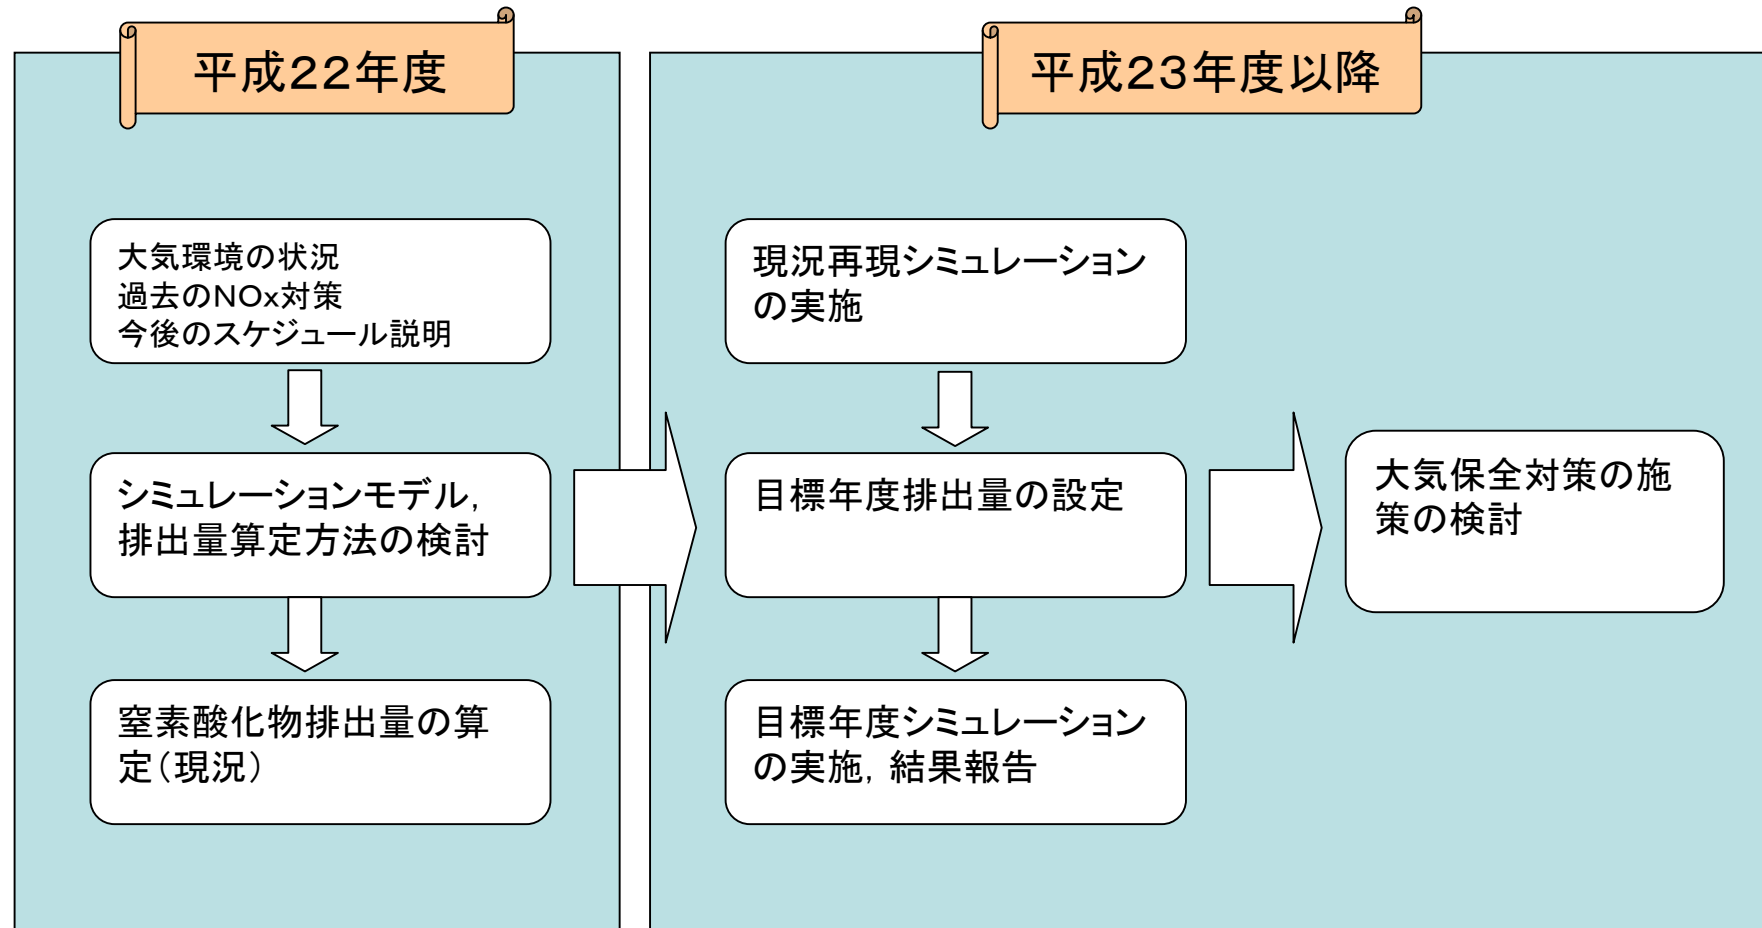 平成22年度
大気環境の状況
過去のNOx対策
今後のスケジュール説明
シミュレーションモデル,
排出量算定方法の検討
窒素酸化物排出量の算
定(現況)
平成23年度以降
現況再現シミュレーション
の実施
目標年度排出量の設定
目標年度シミュレーション
の実施, 結果報告
大気保全対策の施
策の検討